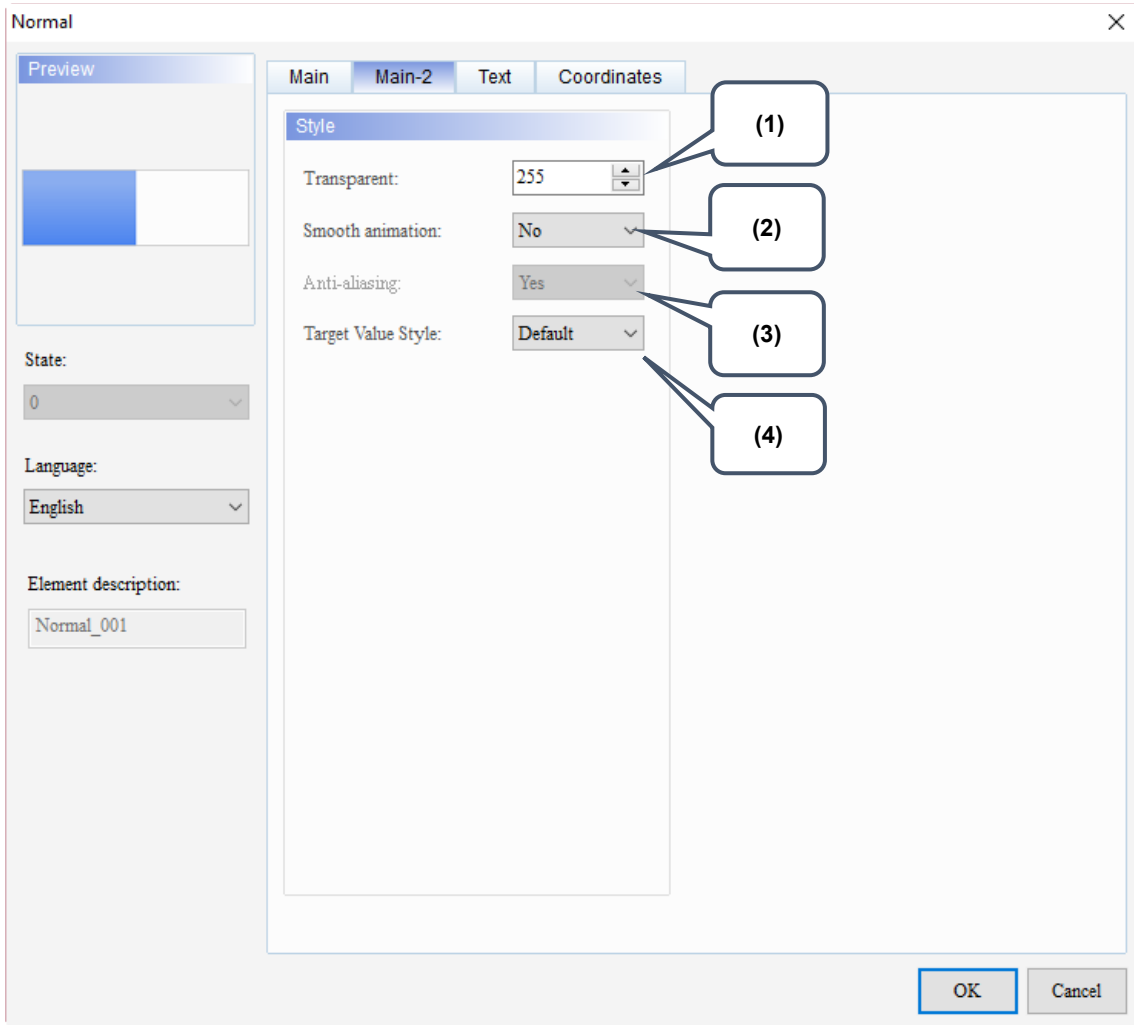 Normal
Preview
Main Main-2 Text Coordinates
Style
(1)
Transparent: 255
Smooth animation: No
(2)
Anti-aliasing: Yes
(3)
Target Value Style: Default
(4)
State:
0
Language:
English
Element description:
Normal_001
OK Cancel